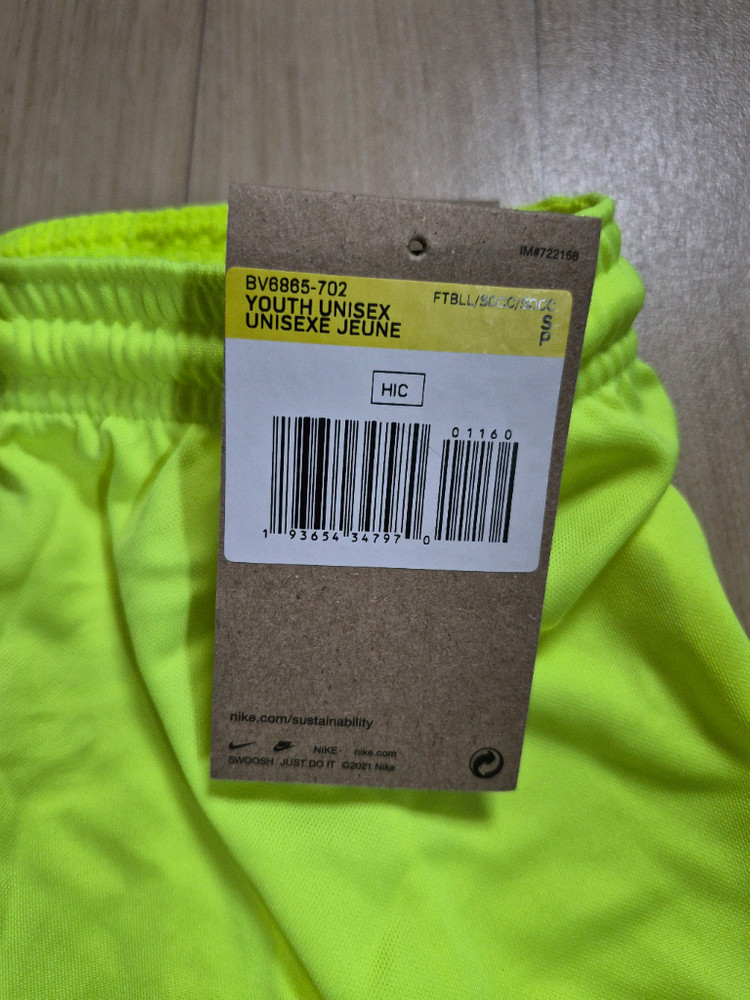 IM#722168
BV6865-702
YOUTH UNISEX
UNISEXE JEUNE
FTBLL/SOCC/SOCC
S
P
HIC
01160
1 93654 34797 0
nike.com/sustainability
NIKE nike.com
SWOOSH JUST DO IT ©2021 Nike